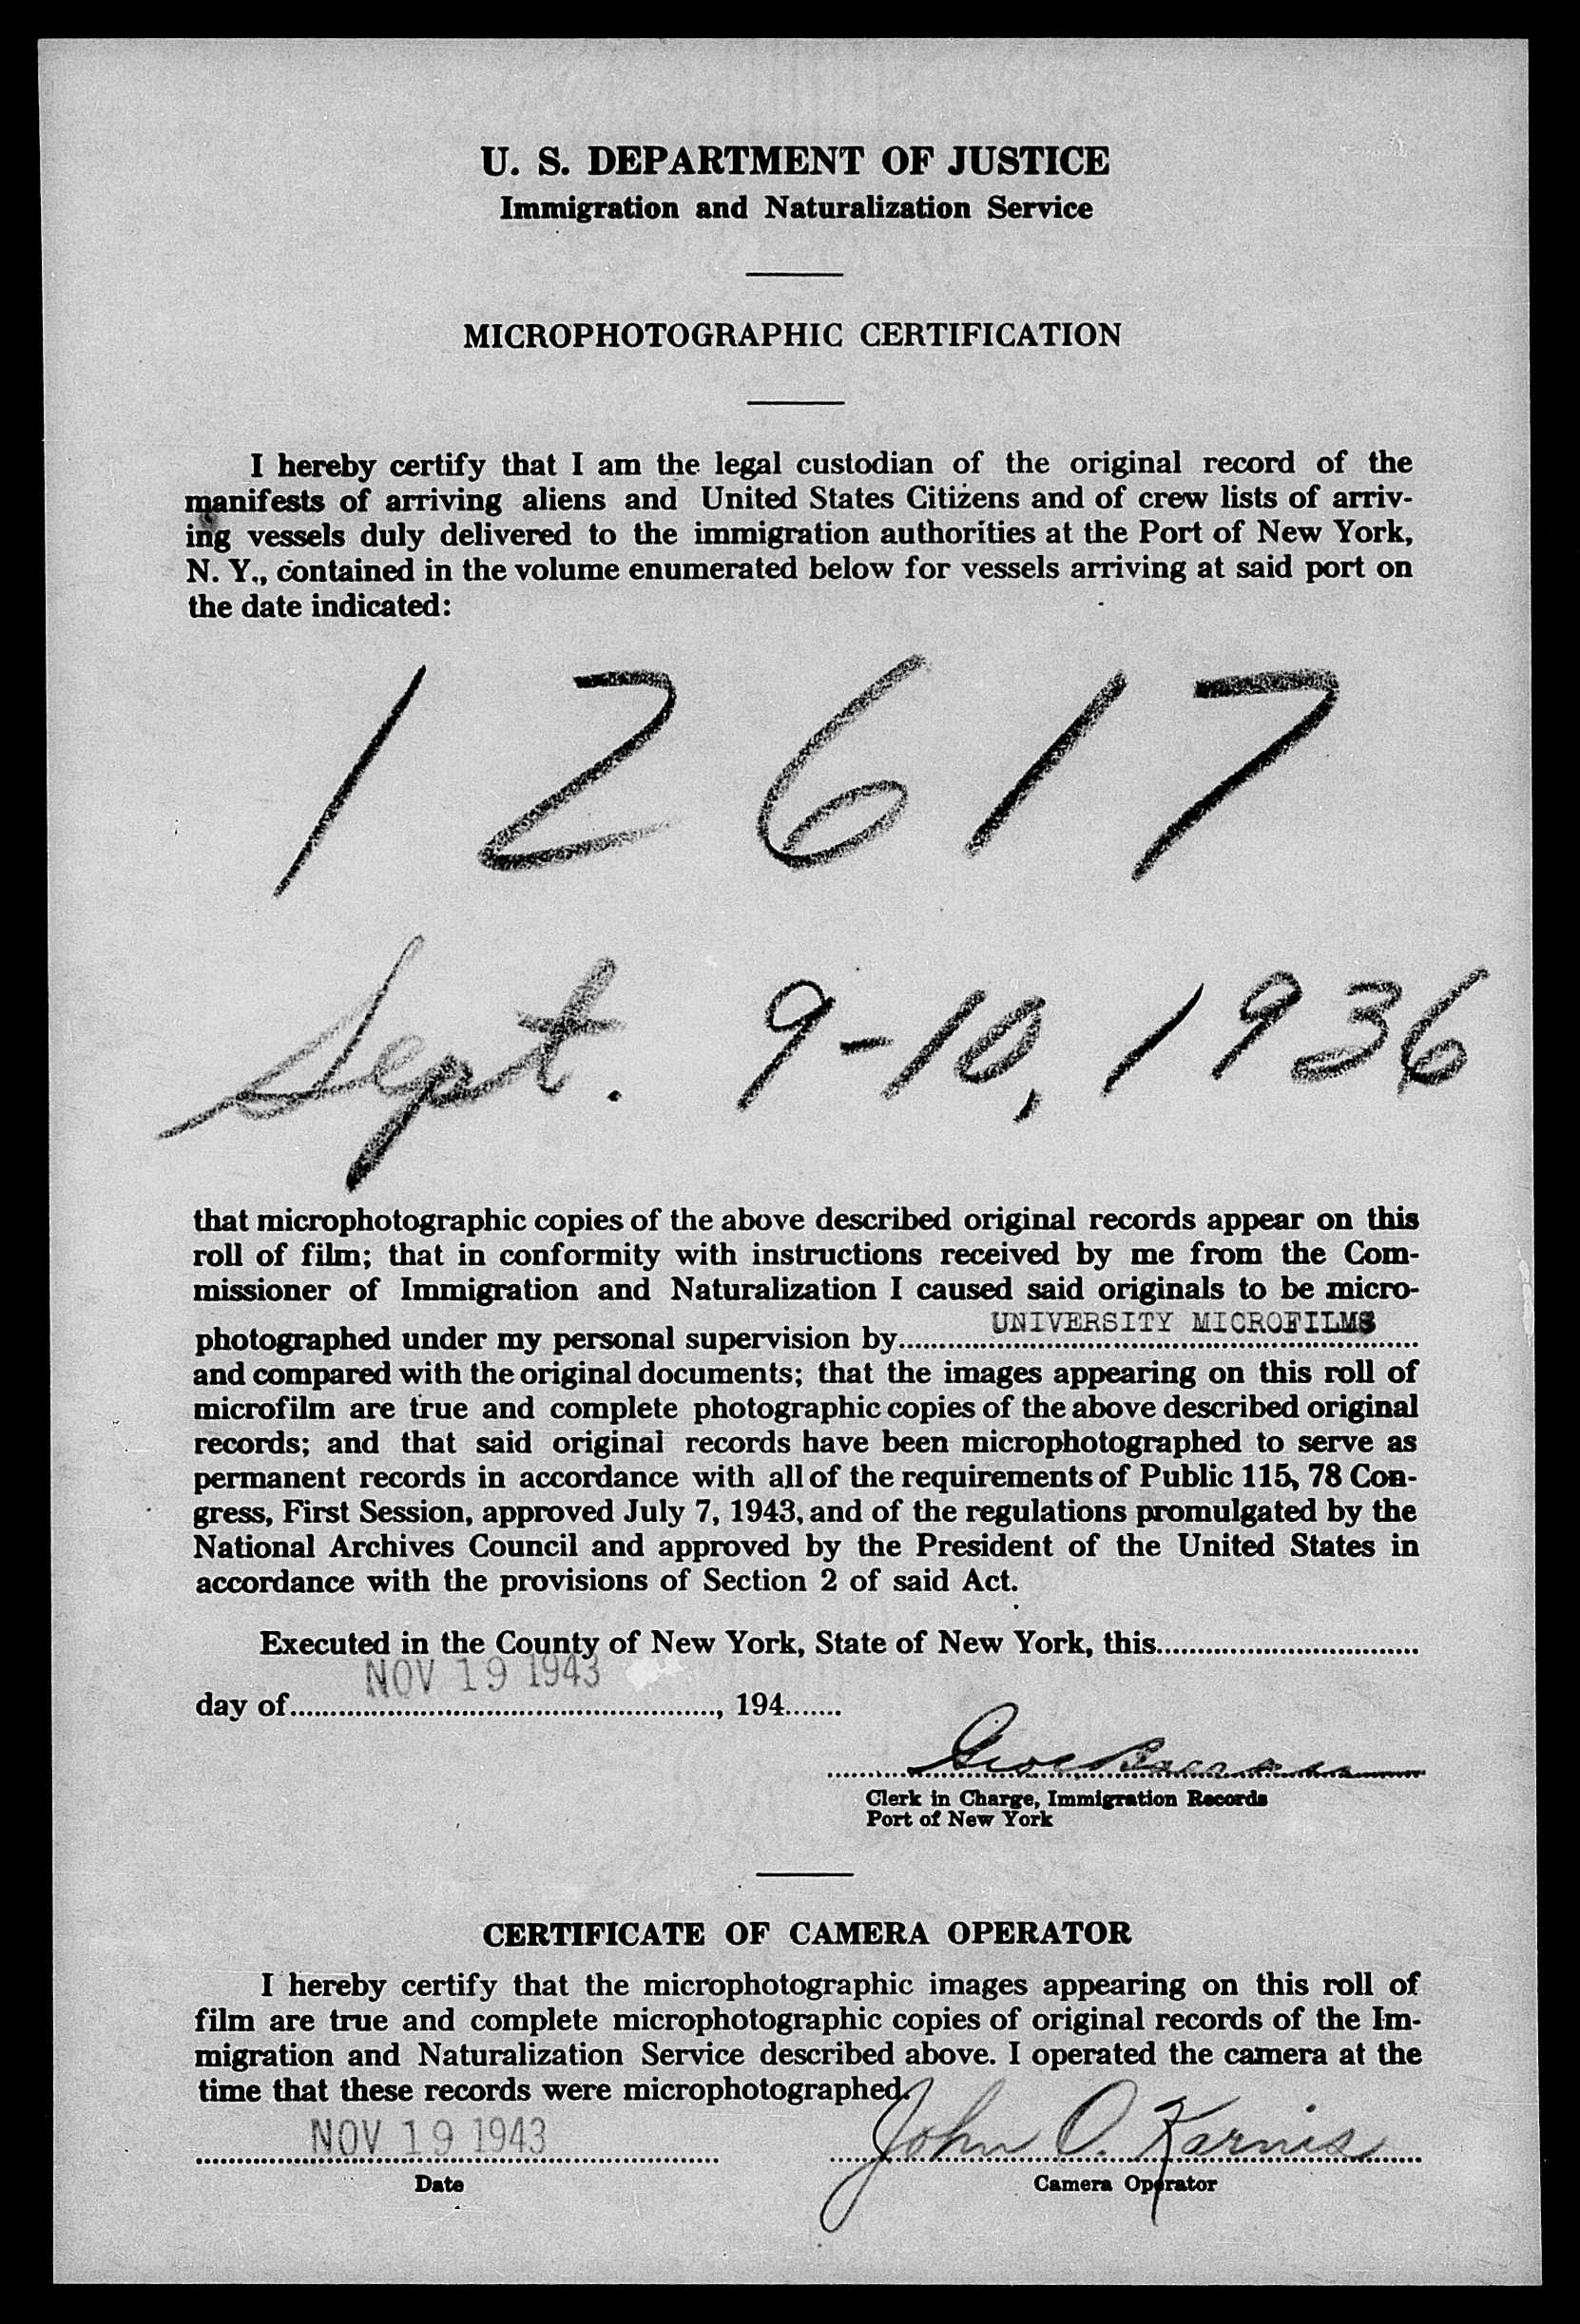 U. S. DEPARTMENT OF JUSTICE
Immigration and Naturalization Service
MICROPHOTOGRAPHIC CERTIFICATION
I hereby certify that I am the legal custodian of the original record of the
manifests of arriving aliens and United States Citizens and of crew lists of arriv-
ing vessels duly delivered to the immigration authorities at the Port of New York,
N. Y., contained in the volume enumerated below for vessels arriving at said port on
the date indicated:
12617
Sept. 9-10, 1936
that microphotographic copies of the above described original records appear on this
roll of film; that in conformity with instructions received by me from the Com-
missioner of Immigration and Naturalization I caused said originals to be micro-
photographed under my personal supervision by UNIVERSITY MICROFILMS
and compared with the original documents; that the images appearing on this roll of
microfilm are true and complete photographic copies of the above described original
records; and that said original records have been microphotographed to serve as
permanent records in accordance with all of the requirements of Public 115, 78 Con-
gress, First Session, approved July 7, 1943, and of the regulations promulgated by the
National Archives Council and approved by the President of the United States in
accordance with the provisions of Section 2 of said Act.
Executed in the County of New York, State of New York, this
NOV 19 1943
day of , 194
Clerk in Charge, Immigration Records
Port of New York
CERTIFICATE OF CAMERA OPERATOR
I hereby certify that the microphotographic images appearing on this roll of
film are true and complete microphotographic copies of original records of the Im-
migration and Naturalization Service described above. I operated the camera at the
time that these records were microphotographed.
NOV 19 1943 John O. Karnis
Date Camera Operator